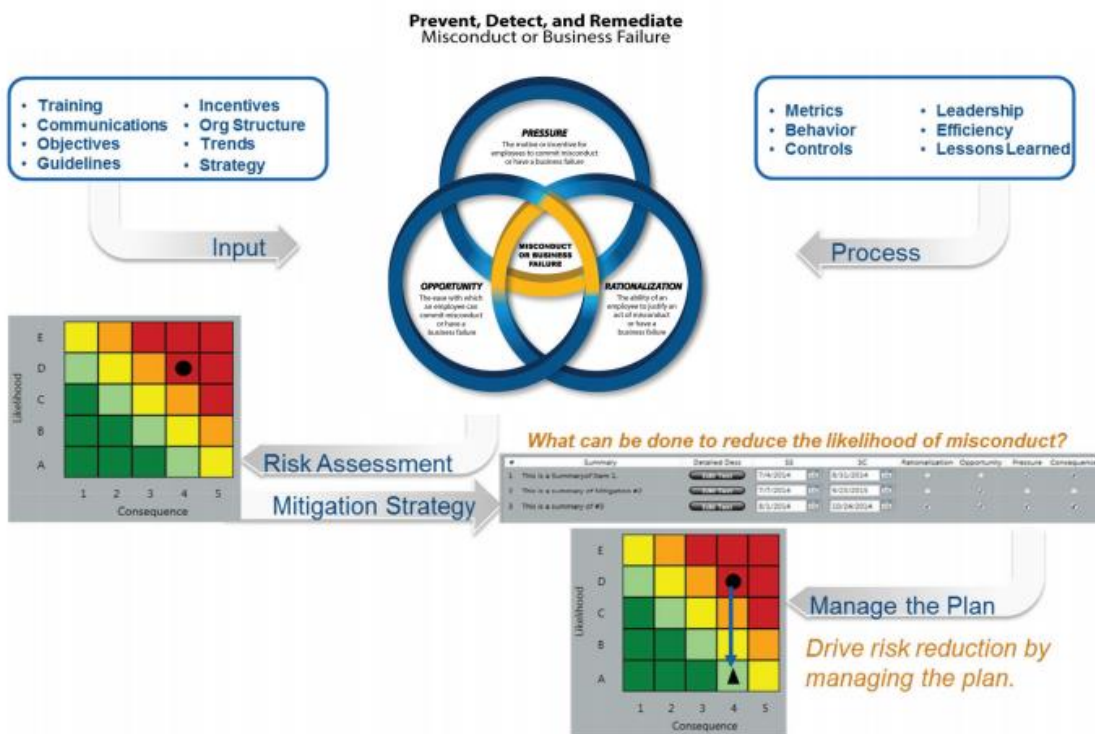 Prevent, Detect, and Remediate
Misconduct or Business Failure
• Training
• Communications
• Objectives
• Guidelines
• Incentives
• Org Structure
• Trends
• Strategy
• Metrics
• Behavior
• Controls
• Leadership
• Efficiency
• Lessons Learned
Input
Process
PRESSURE
The motive or incentive for
employees to commit misconduct
or have a business failure
MISCONDUCT
OR BUSINESS
FAILURE
OPPORTUNITY
The ease with which
an employee can
commit misconduct
or have a
business failure
RATIONALIZATION
The ability of an
employee to justify an
act of misconduct
or have a
business failure
Likelihood
E
D
C
B
A
1 2 3 4 5
Consequence
Risk Assessment
Mitigation Strategy
What can be done to reduce the likelihood of misconduct?
# Summary Detailed Desc SS SC Rationalization Opportunity Pressure Consequence
1 This is a Summary of Item 1. Edit Text 7/4/2014 8/31/2014
2 This is a summary of Mitigation #2 Edit Text 7/7/2014
3 This is a summary of #3 Edit Text 8/1/2014 10/24/2014
Likelihood
E
D
C
B
A
1 2 3 4 5
Consequence
Manage the Plan
Drive risk reduction by
managing the plan.